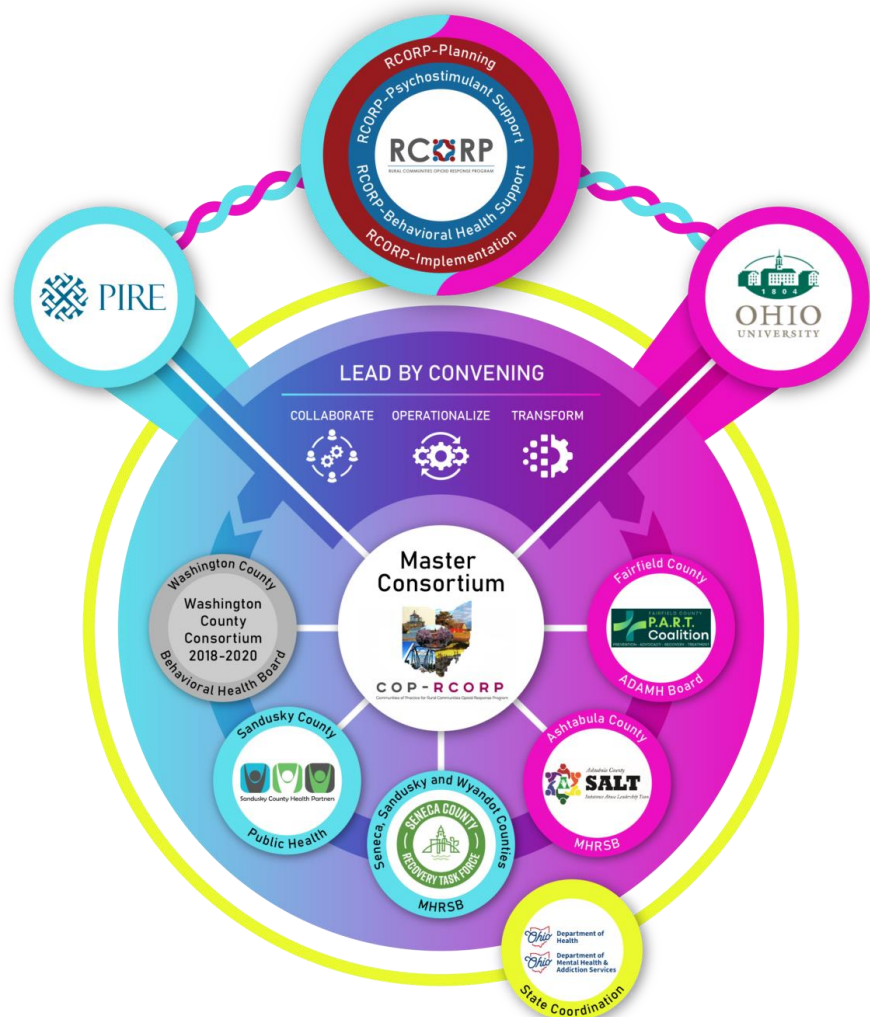 RCORP-Planning
RCORP-Psychostimulant Support
RCORP
RURAL COMMUNITIES OPIOID RESPONSE PROGRAM
RCORP-Behavioral Health Support
RCORP-Implementation
PIRE
1804
OHIO
UNIVERSITY
LEAD BY CONVENING
COLLABORATE
OPERATIONALIZE
TRANSFORM
Master
Consortium
COP-RCORP
Communities of Practice for Rural Communities Opioid Response Program
Washington County
Washington
County
Consortium
2018-2020
Behavioral Health Board
Fairfield County
FAIRFIELD COUNTY
P.A.R.T.
Coalition
PREVENTION ADVOCACY RECOVERY TREATMENT
ADAMH Board
Sandusky County
Sandusky County Health Partners
Public Health
Ashtabula County
Ashtabula County
SALT
Substance Abuse Leadership Team
MHRSB
Seneca, Sandusky and Wyandot Counties
SENECA COUNTY
RECOVERY TASK FORCE
MHRSB
Ohio
Department of
Health
Ohio
Department of
Mental Health &
Addiction Services
State Coordination